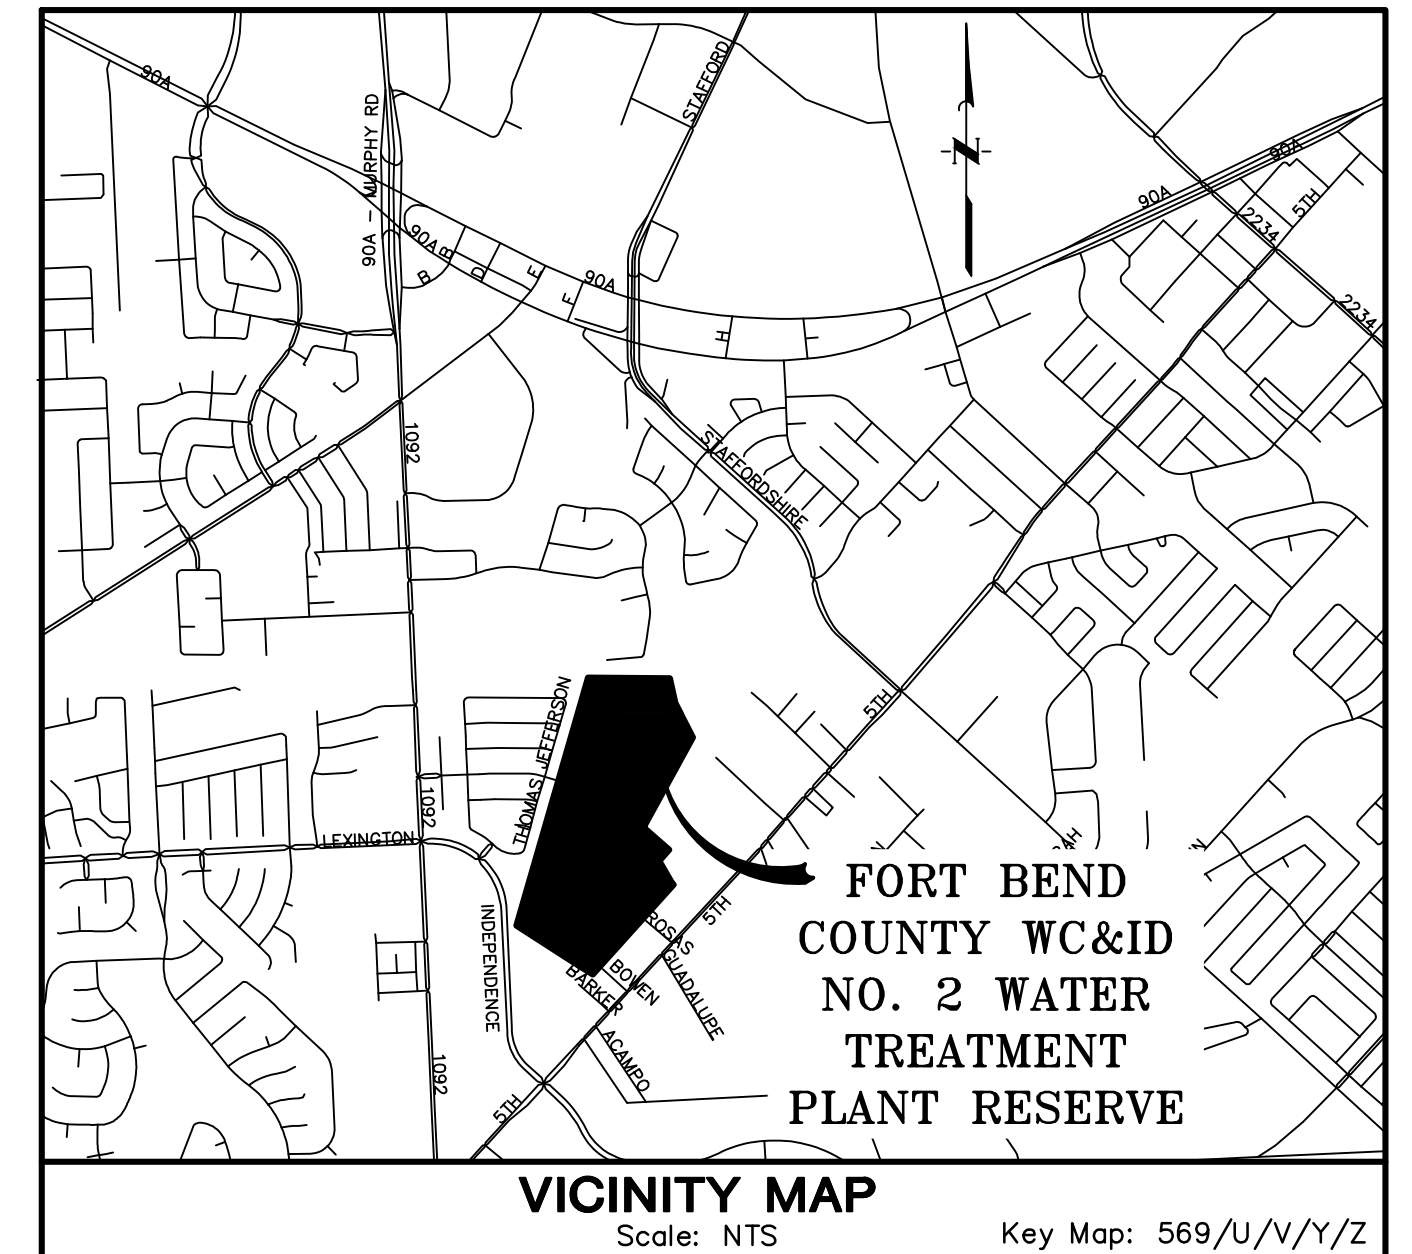 90A
90A – MURPHY RD
STAFFORD
N
90A
90A
5TH
2234
2234
90A
B
B
D
E
90A
F
H
1092
STAFFORDSHIRE
5TH
THOMAS JEFFERSON
1092
LEXINGTON
INDEPENDENCE
ROSAS
5TH
BOWEN
GUADALUPE
BARKER
ACAMPO
1092
5TH
FORT BEND
COUNTY WC&ID
NO. 2 WATER
TREATMENT
PLANT RESERVE
VICINITY MAP
Scale: NTS
Key Map: 569/U/V/Y/Z